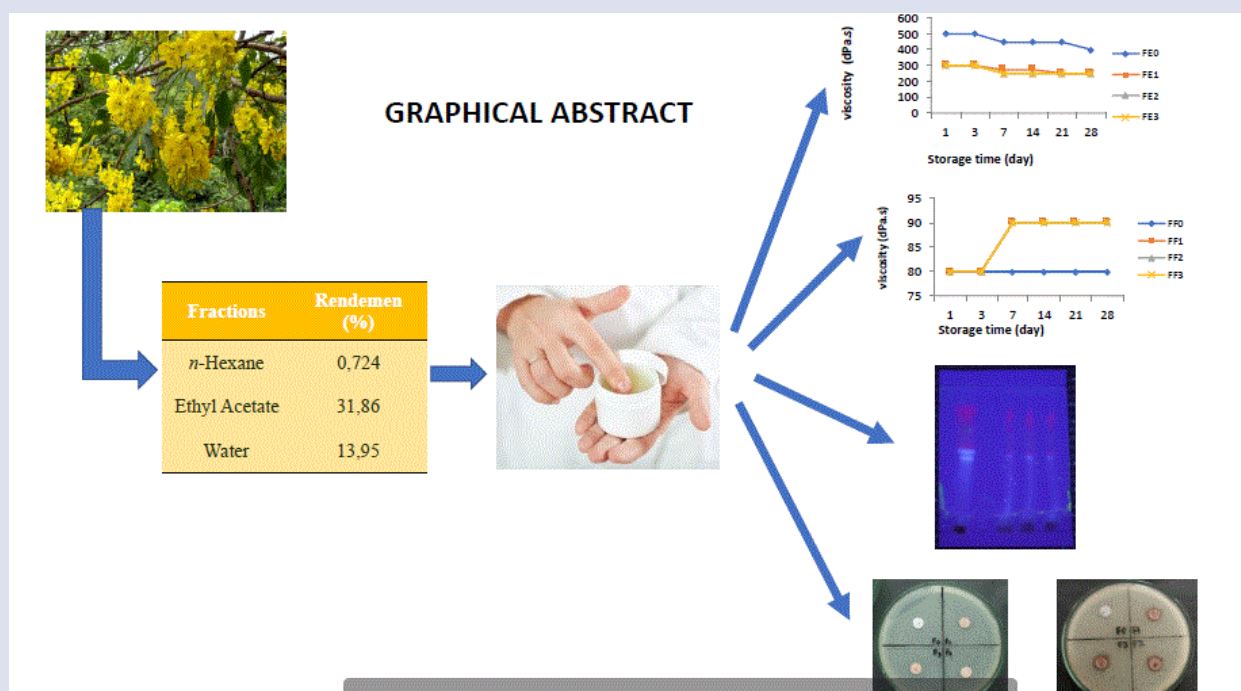 GRAPHICAL ABSTRACT
Fractions
Rendemen
(%)
n-Hexane
0,724
Ethyl Acetate
31,86
Water
13,95
viscosity (dPa.s)
600
500
400
300
200
100
0
1 3 7 14 21 28
Storage time (day)
FE0
FE1
FE2
FE3
viscosity (dPa.s)
95
90
85
80
75
1 3 7 14 21 28
Storage time (day)
FF0
FF1
FF2
FF3